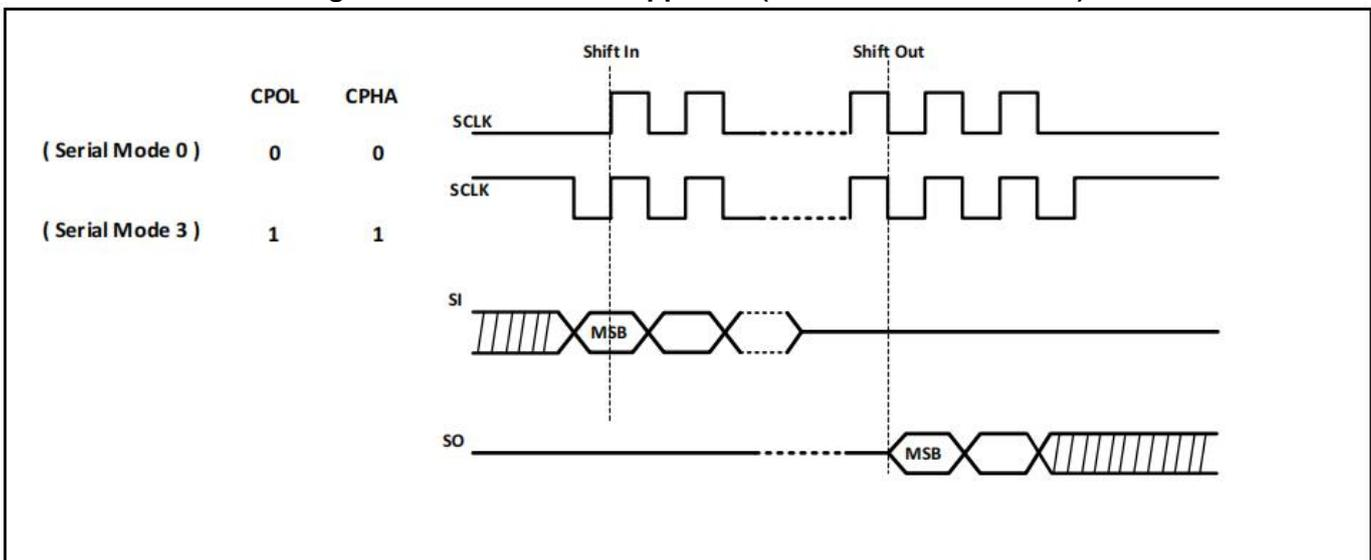 Shift In Shift Out
CPOL CPHA
SCLK
( Serial Mode 0 ) 0 0
SCLK
( Serial Mode 3 ) 1 1
SI
MSB
SO
MSB